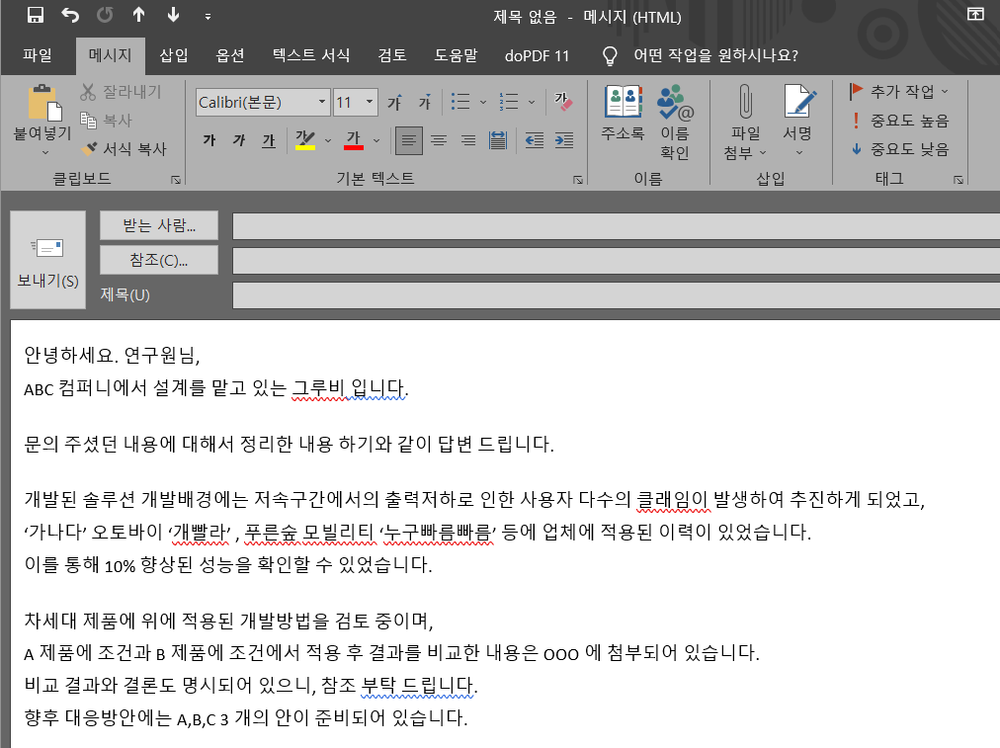 제목 없음 - 메시지 (HTML)
파일 메시지 삽입 옵션 텍스트 서식 검토 도움말 doPDF 11 어떤 작업을 원하시나요?
붙여넣기
잘라내기
복사
서식 복사
클립보드
Calibri(본문) 11 가 가 가
가 가 가 가
기본 텍스트
주소록 이름 확인
이름
파일 첨부 서명
삽입
추가 작업
중요도 높음
중요도 낮음
태그
보내기(S)
받는 사람...
참조(C)...
제목(U)
안녕하세요. 연구원님,
ABC 컴퍼니에서 설계를 맡고 있는 그루비 입니다.
문의 주셨던 내용에 대해서 정리한 내용 하기와 같이 답변 드립니다.
개발된 솔루션 개발배경에는 저속구간에서의 출력저하로 인한 사용자 다수의 클래임이 발생하여 추진하게 되었고,
‘가나다’ 오토바이 ‘개빨라’ , 푸른숲 모빌리티 ‘누구빠름빠름’ 등에 업체에 적용된 이력이 있었습니다.
이를 통해 10% 향상된 성능을 확인할 수 있었습니다.
차세대 제품에 위에 적용된 개발방법을 검토 중이며,
A 제품에 조건과 B 제품에 조건에서 적용 후 결과를 비교한 내용은 OOO 에 첨부되어 있습니다.
비교 결과와 결론도 명시되어 있으니, 참조 부탁 드립니다.
향후 대응방안에는 A,B,C 3 개의 안이 준비되어 있습니다.